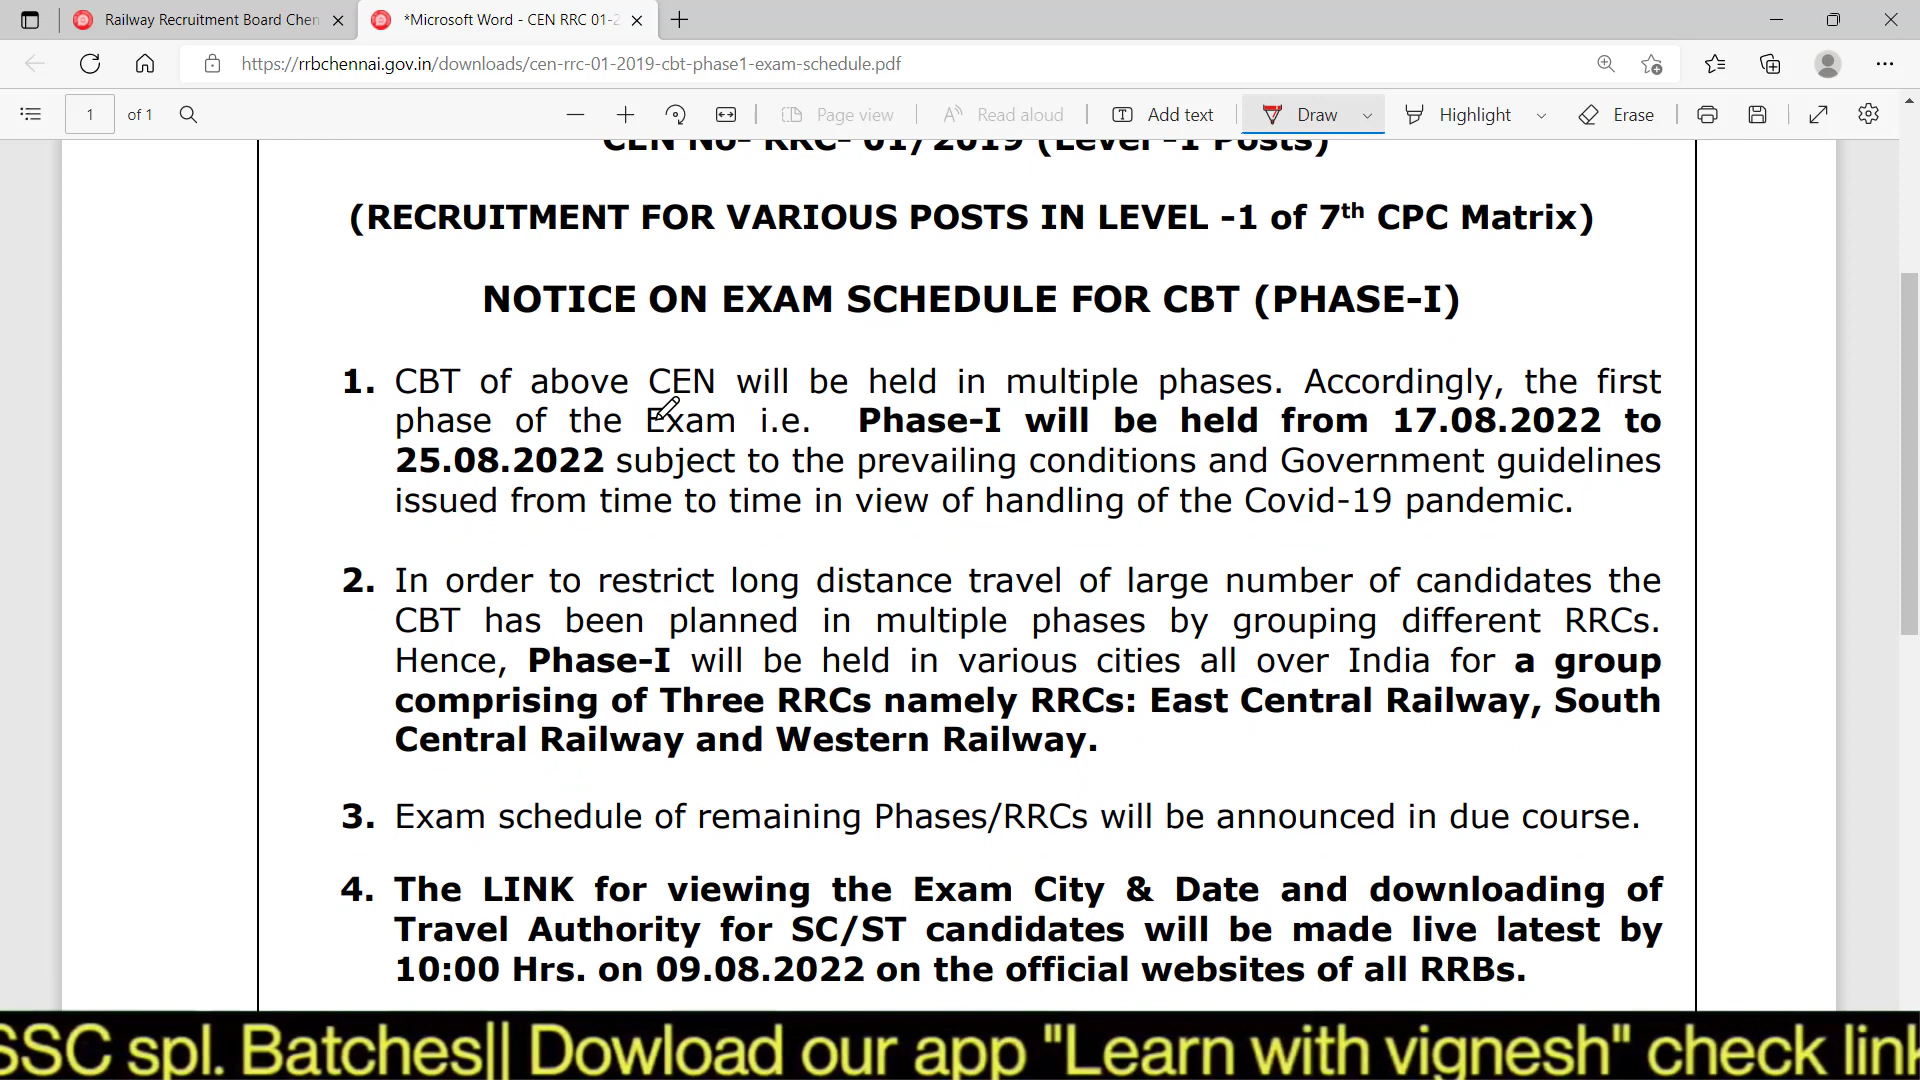 Railway Recruitment Board Chen
*Microsoft Word - CEN RRC 01-2
https://rrbchennai.gov.in/downloads/cen-rrc-01-2019-cbt-phase1-exam-schedule.pdf
1 of 1
Page view
Read aloud
Add text
Draw
Highlight
Erase
CEN No- RRC- 01/2019 (Level -1 Posts)
(RECRUITMENT FOR VARIOUS POSTS IN LEVEL -1 of 7th CPC Matrix)
NOTICE ON EXAM SCHEDULE FOR CBT (PHASE-I)
1. CBT of above CEN will be held in multiple phases. Accordingly, the first
phase of the Exam i.e. Phase-I will be held from 17.08.2022 to
25.08.2022 subject to the prevailing conditions and Government guidelines
issued from time to time in view of handling of the Covid-19 pandemic.
2. In order to restrict long distance travel of large number of candidates the
CBT has been planned in multiple phases by grouping different RRCs.
Hence, Phase-I will be held in various cities all over India for a group
comprising of Three RRCs namely RRCs: East Central Railway, South
Central Railway and Western Railway.
3. Exam schedule of remaining Phases/RRCs will be announced in due course.
4. The LINK for viewing the Exam City & Date and downloading of
Travel Authority for SC/ST candidates will be made live latest by
10:00 Hrs. on 09.08.2022 on the official websites of all RRBs.
SSC spl. Batches|| Dowload our app "Learn with vignesh" check link